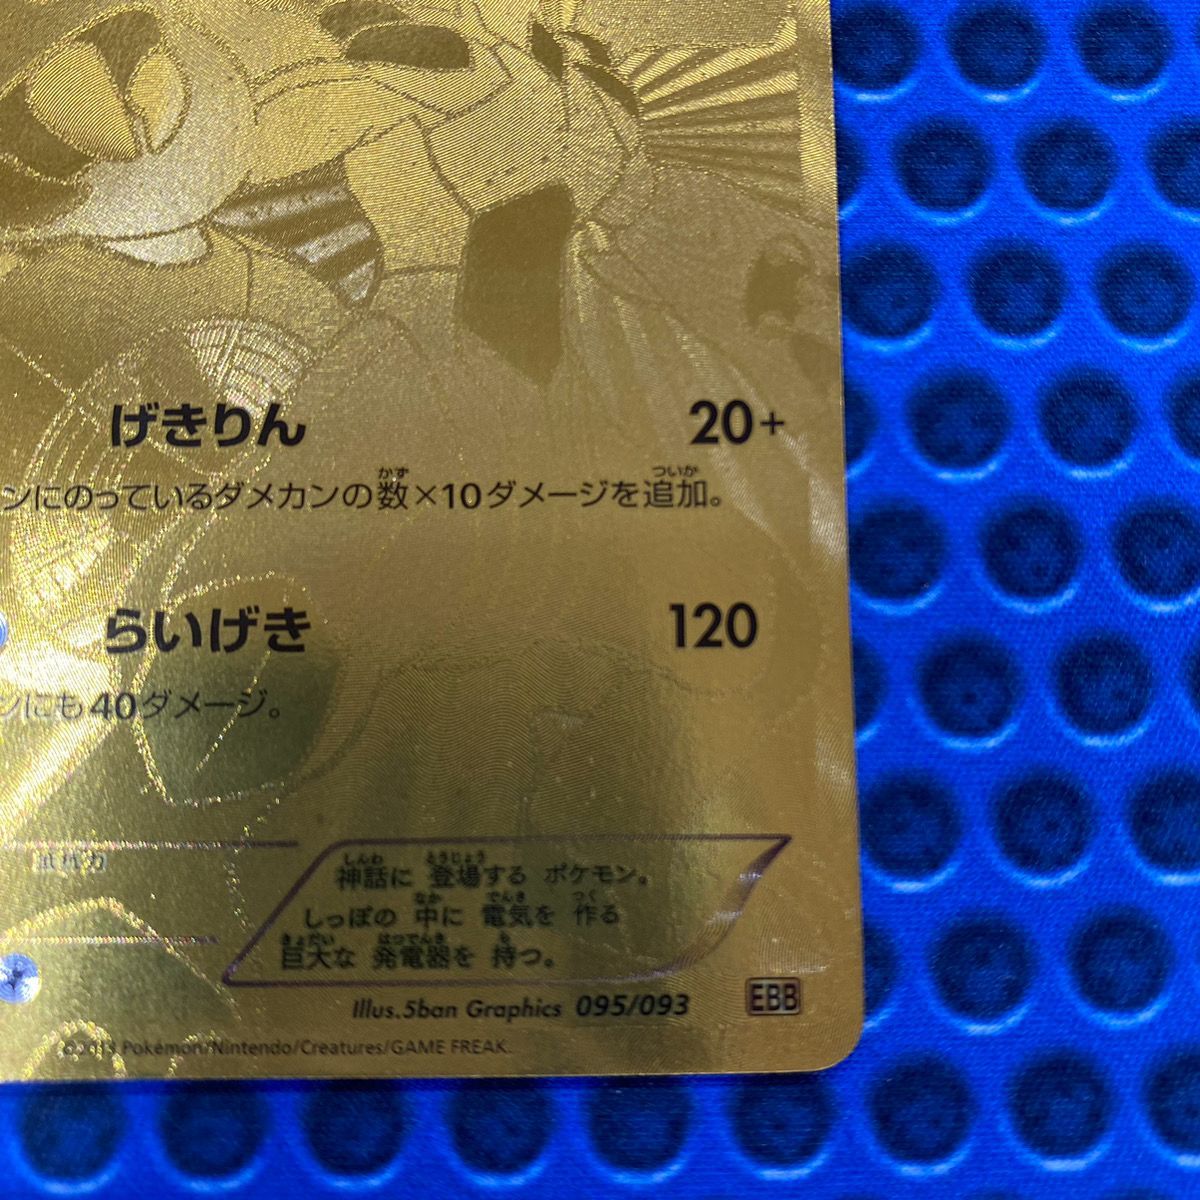 げきりん 20+
ンにのっているダメカンの数×10ダメージを追加。
らいげき 120
ンにも40ダメージ。
抵抗力
神話に 登場する ポケモン。
しっぽの 中に 電気を 作る
巨大な 発電器を 持つ。
Illus.5ban Graphics 095/093 EBB
Pokémon/Nintendo/Creatures/GAME FREAK.